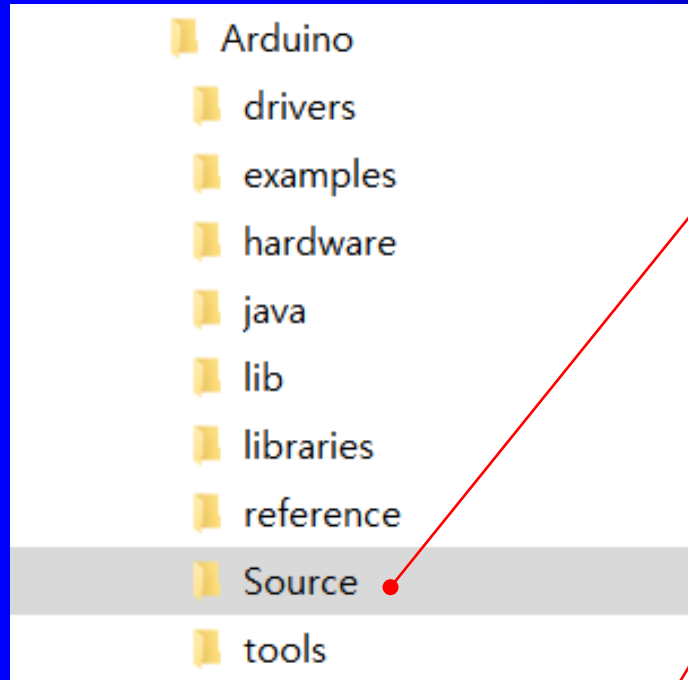 Arduino
drivers
examples
hardware
java
lib
libraries
reference
Source
tools